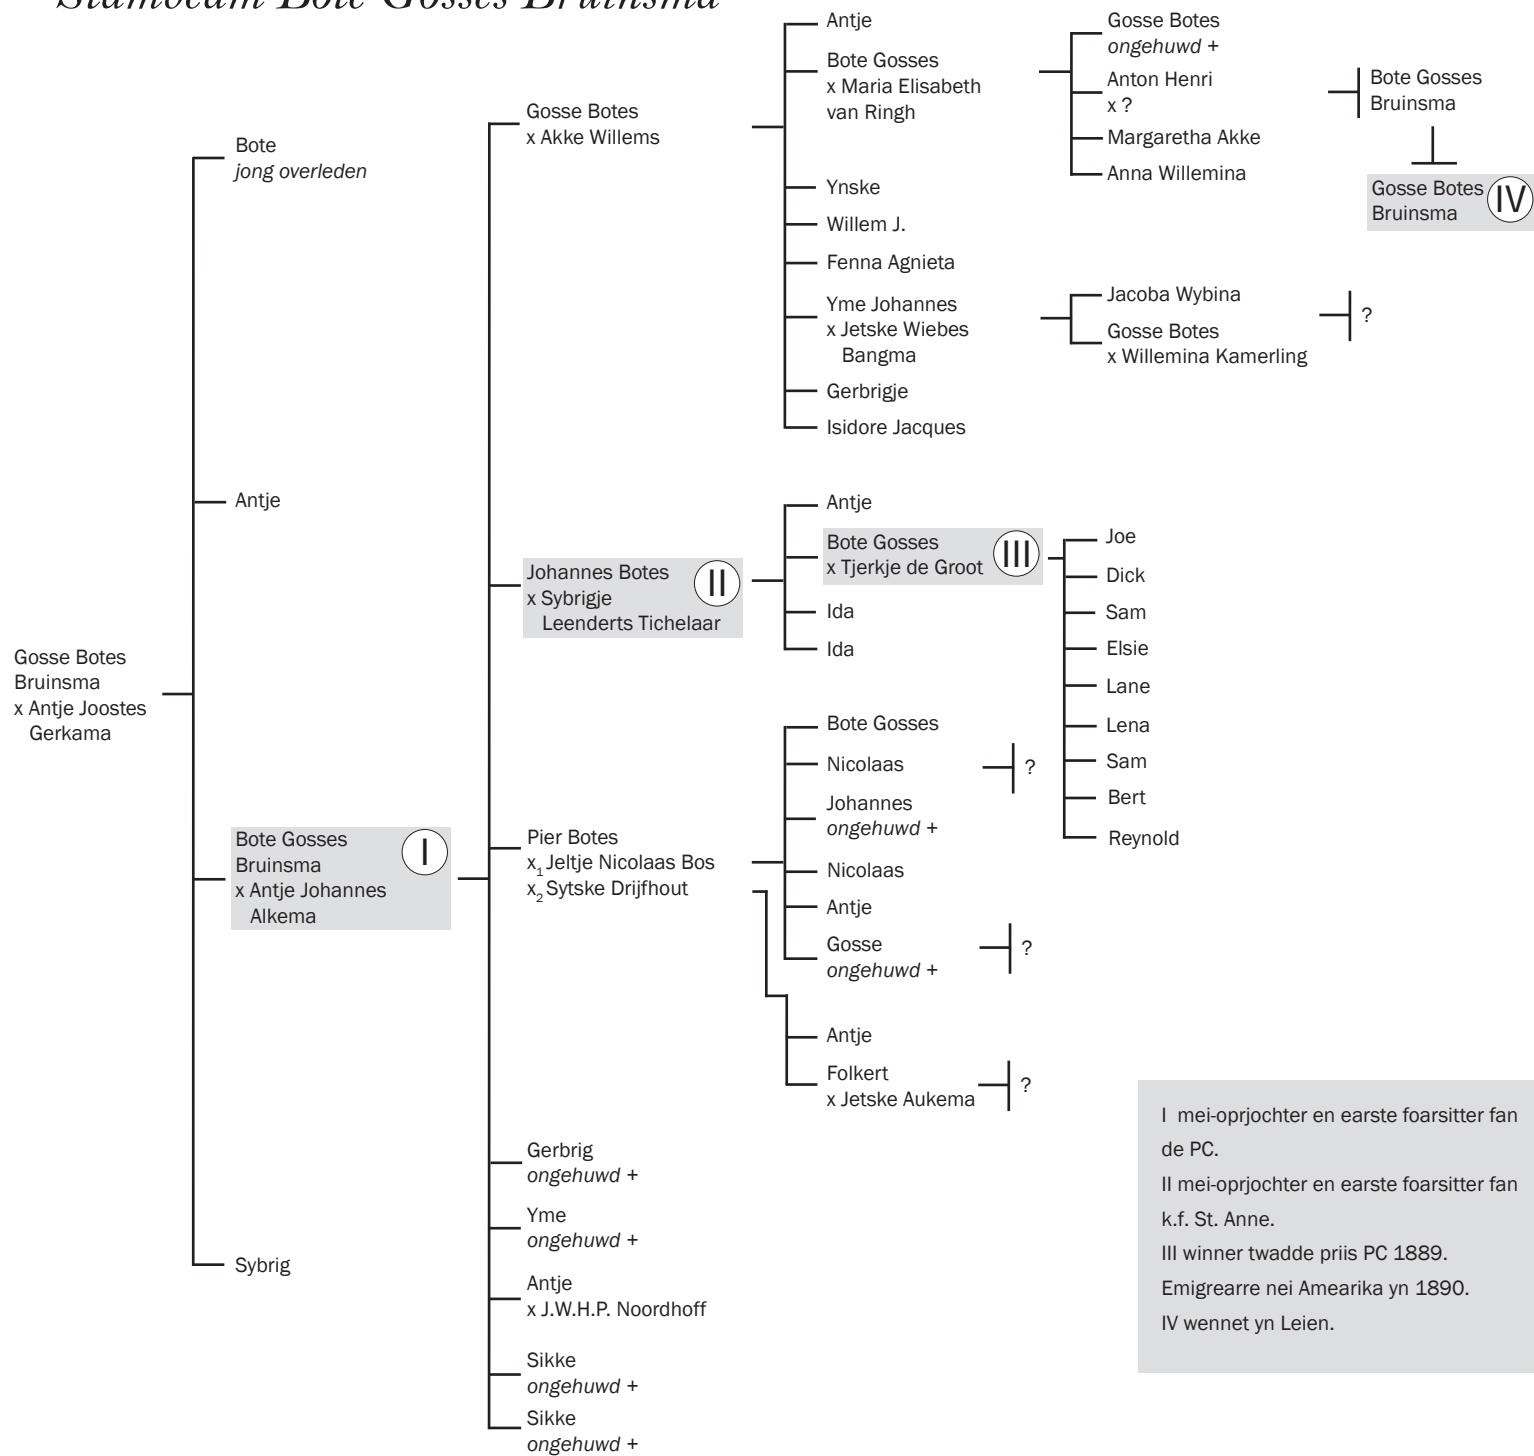 Stambeam Bote Gosses Bruinsma
Gosse Botes
Bruinsma
x Antje Joostes
Gerkama
Bote
jong overleden
Antje
Bote Gosses
Bruinsma
x Antje Johannes
Alkema
I
Sybrig
Gosse Botes
x Akke Willems
Johannes Botes
x Sybrigje
Leenderts Tichelaar
II
Pier Botes
x1 Jeltje Nicolaas Bos
x2 Sytske Drijfhout
Gerbrig
ongehuwd +
Yme
ongehuwd +
Antje
x J.W.H.P. Noordhoff
Sikke
ongehuwd +
Sikke
ongehuwd +
Antje
Bote Gosses
x Maria Elisabeth
van Ringh
Ynske
Willem J.
Fenna Agnieta
Yme Johannes
x Jetske Wiebes
Bangma
Gerbrigje
Isidore Jacques
Antje
Bote Gosses
x Tjerkje de Groot
III
Ida
Ida
Bote Gosses
Nicolaas
?
Johannes
ongehuwd +
Nicolaas
Antje
Gosse
ongehuwd +
?
Antje
Folkert
x Jetske Aukema
?
Gosse Botes
ongehuwd +
Anton Henri
x ?
Margaretha Akke
Anna Willemina
Jacoba Wybina
Gosse Botes
x Willemina Kamerling
?
Joe
Dick
Sam
Elsie
Lane
Lena
Sam
Bert
Reynold
Bote Gosses
Bruinsma
Gosse Botes
Bruinsma
IV
I mei-oprjochter en earste foarsitter fan
de PC.
II mei-oprjochter en earste foarsitter fan
k.f. St. Anne.
III winner twadde priis PC 1889.
Emigrearre nei Amearika yn 1890.
IV wennet yn Leien.